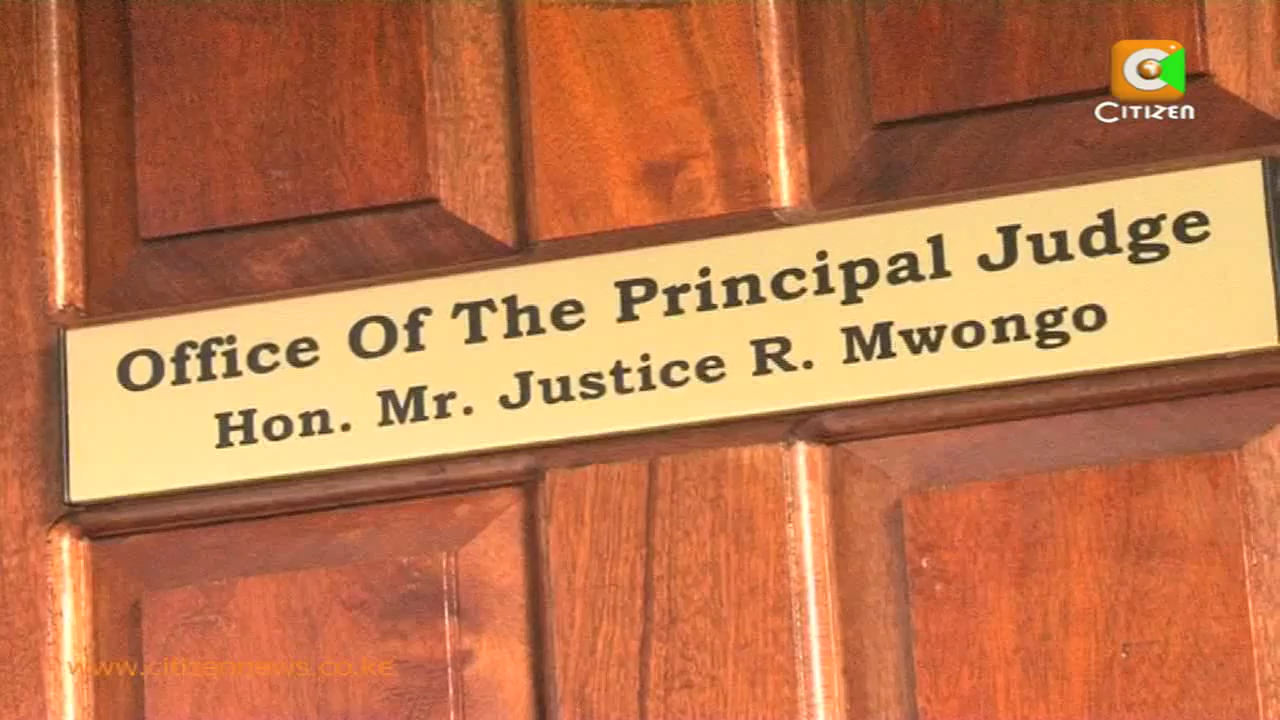 CITIZEN
Office Of The Principal Judge
Hon. Mr. Justice R. Mwongo
www.citizennews.co.ke